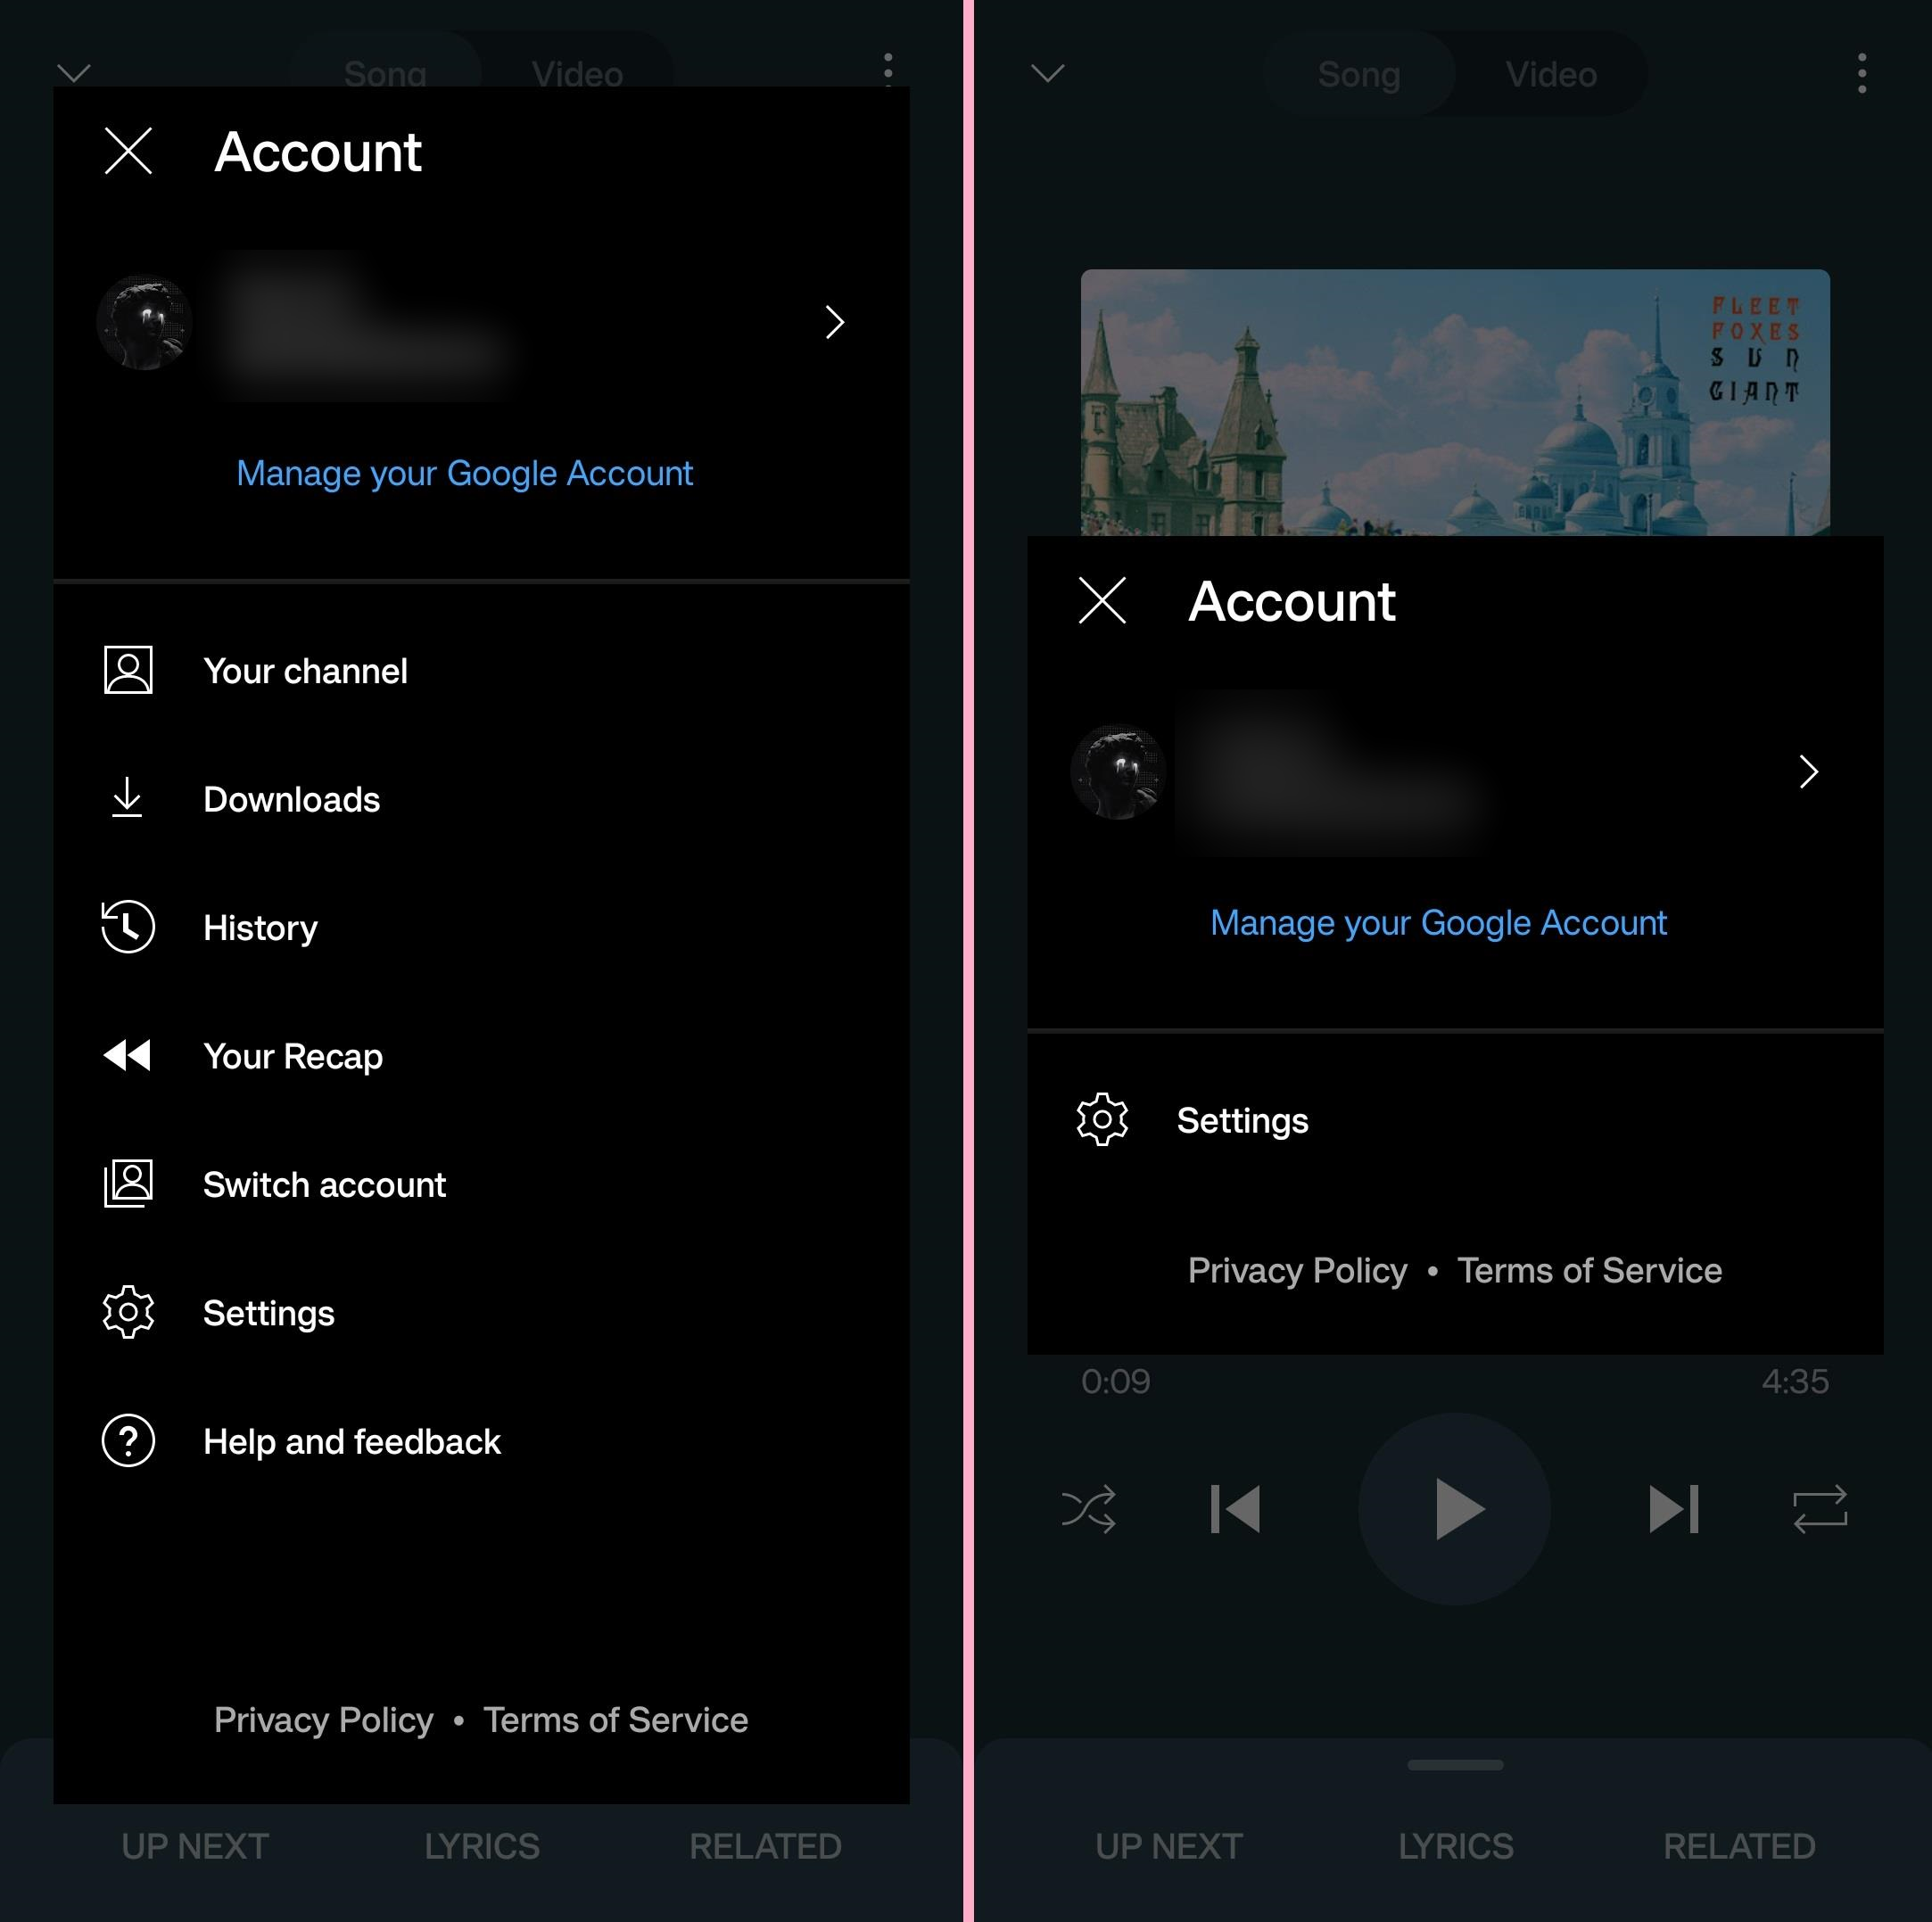 Song Video
Account
Manage your Google Account
Your channel
Downloads
History
Your Recap
Switch account
Settings
Help and feedback
Privacy Policy • Terms of Service
UP NEXT LYRICS RELATED
Song Video
FLEET
FOXES
SUN
GIANT
Account
Manage your Google Account
Settings
Privacy Policy • Terms of Service
0:09 4:35
UP NEXT LYRICS RELATED